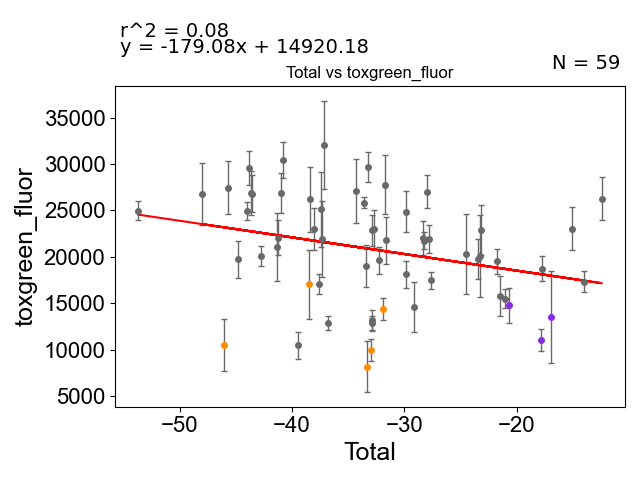 r^2 = 0.08
y = -179.08x + 14920.18
N = 59
Total vs toxgreen_fluor
35000
30000
25000
20000
15000
10000
5000
toxgreen_fluor
−50 −40 −30 −20
Total